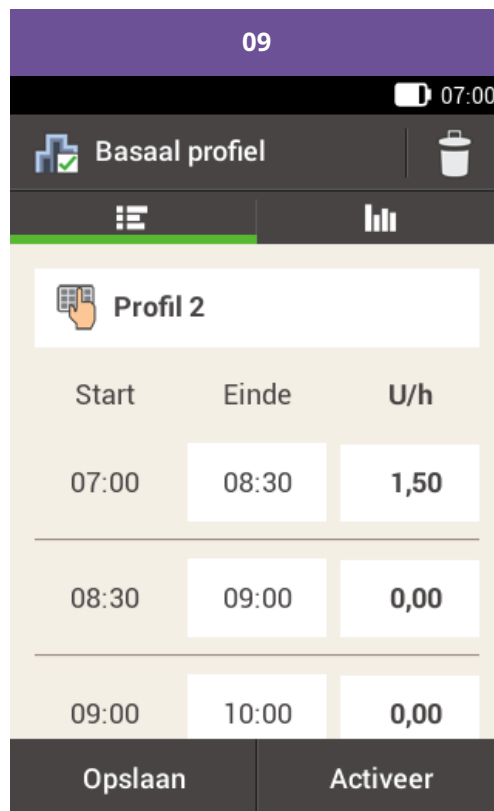 09
07:00
Basaal profiel
Profil 2
Start Einde U/h
07:00 08:30 1,50
08:30 09:00 0,00
09:00 10:00 0,00
Opslaan Activeer